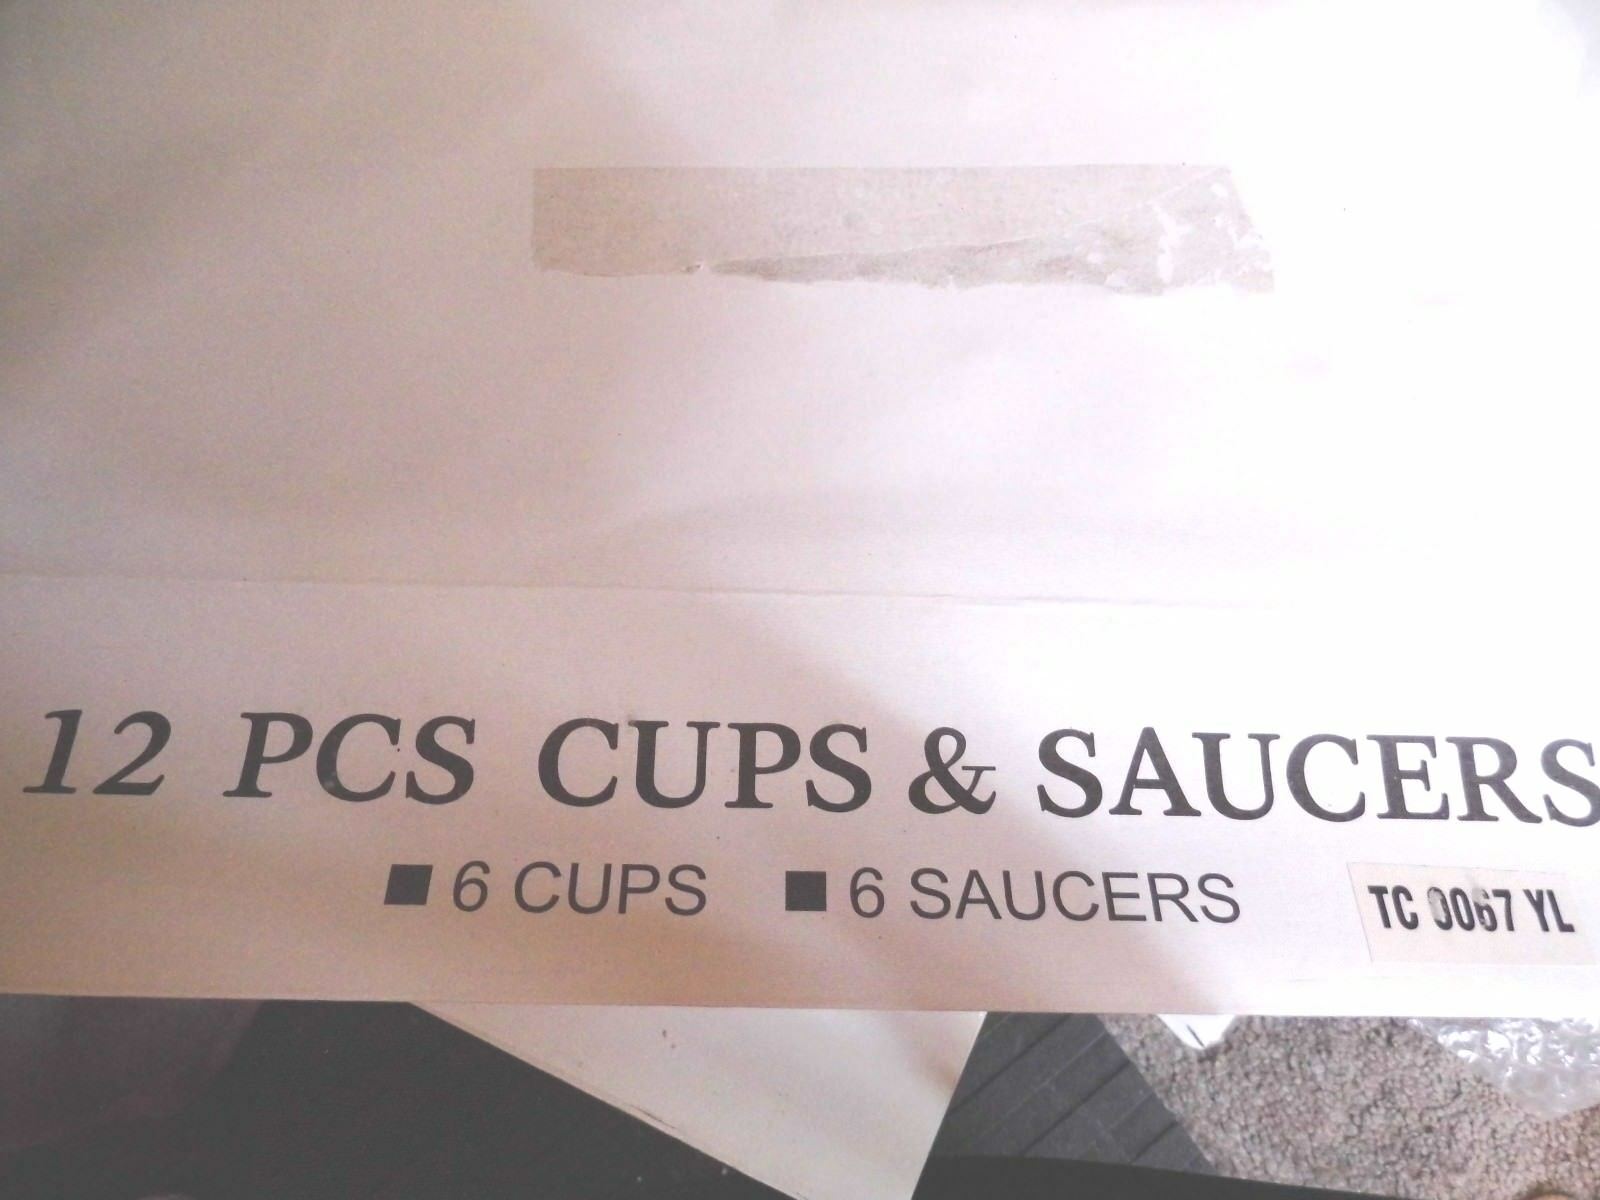 12 PCS CUPS & SAUCERS
■ 6 CUPS ■ 6 SAUCERS
TC 0067 YL